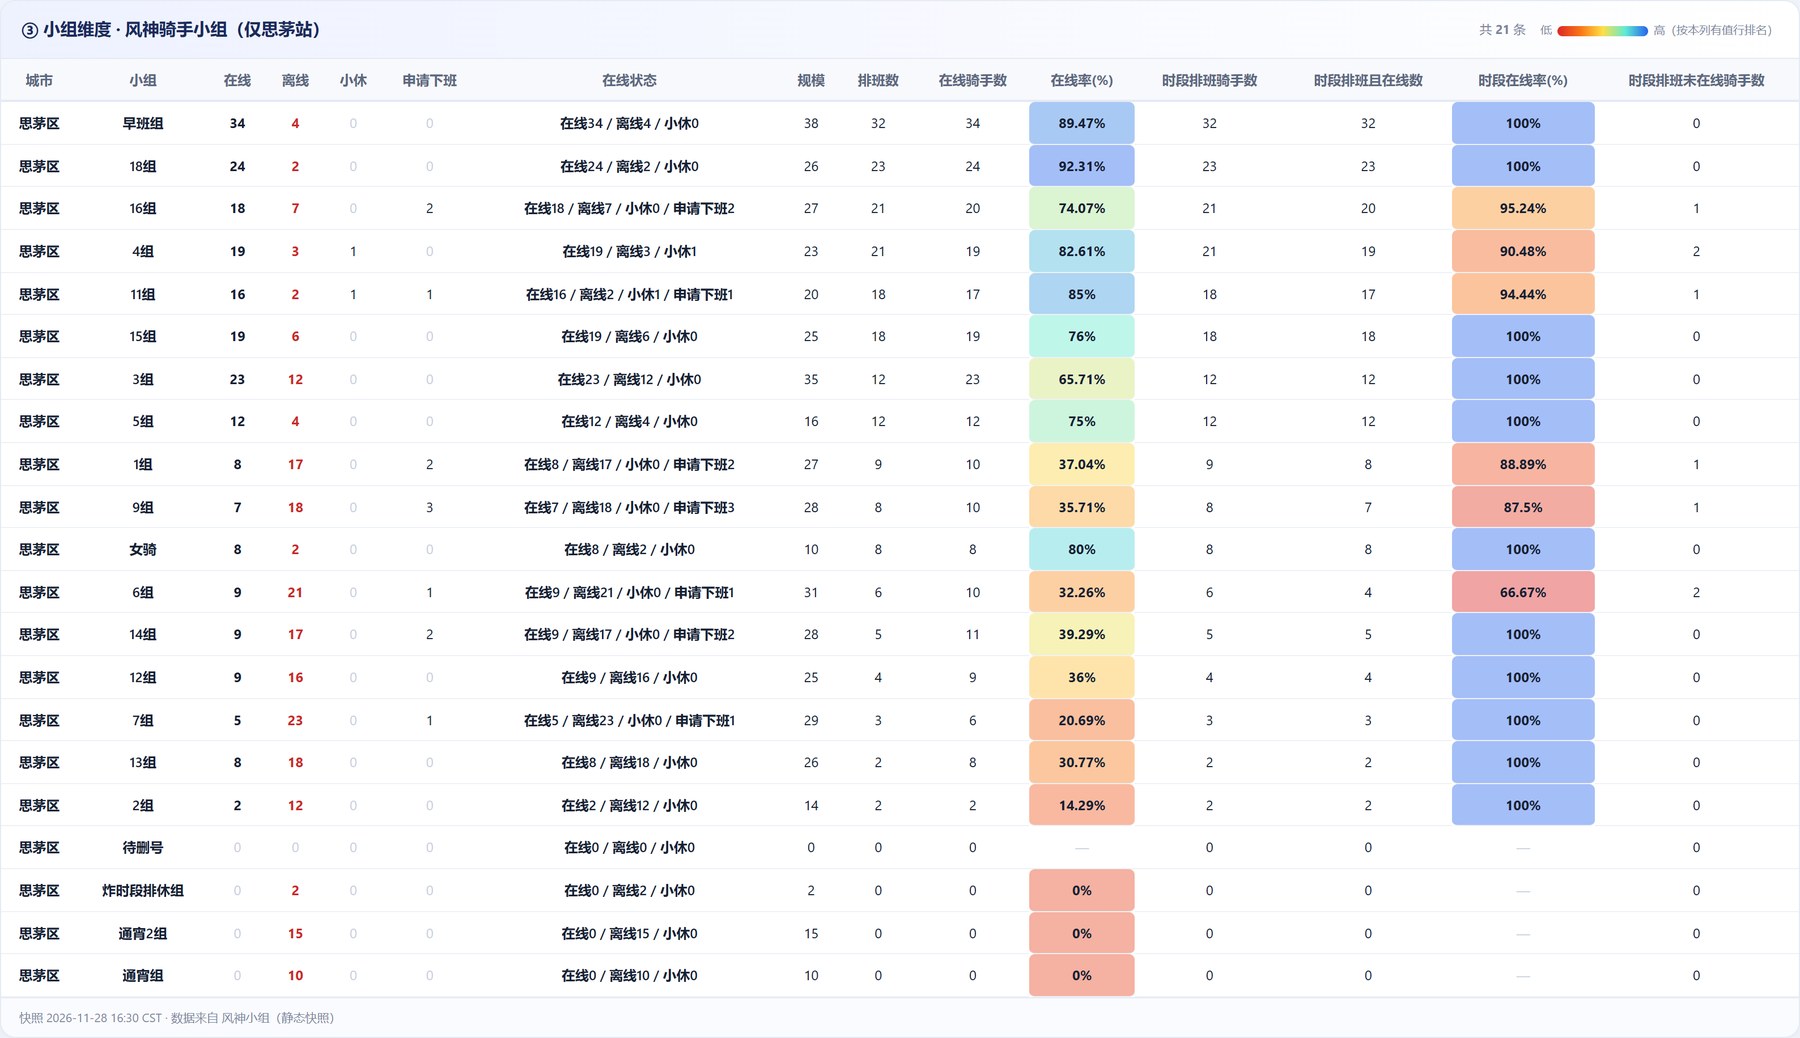 ③ 小组维度 · 风神骑手小组（仅思茅站）
共 21 条 低 高 (按本列有值行排名)
城市 小组 在线 离线 小休 申请下班 在线状态 规模 排班数 在线骑手数 在线率(%) 时段排班骑手数 时段排班且在线数 时段在线率(%) 时段排班未在线骑手数
思茅区 早班组 34 4 0 0 在线34 / 离线4 / 小休0 38 32 34 89.47% 32 32 100% 0
思茅区 18组 24 2 0 0 在线24 / 离线2 / 小休0 26 23 24 92.31% 23 23 100% 0
思茅区 16组 18 7 0 2 在线18 / 离线7 / 小休0 / 申请下班2 27 21 20 74.07% 21 20 95.24% 1
思茅区 4组 19 3 1 0 在线19 / 离线3 / 小休1 23 21 19 82.61% 21 19 90.48% 2
思茅区 11组 16 2 1 1 在线16 / 离线2 / 小休1 / 申请下班1 20 18 17 85% 18 17 94.44% 1
思茅区 15组 19 6 0 0 在线19 / 离线6 / 小休0 25 18 19 76% 18 18 100% 0
思茅区 3组 23 12 0 0 在线23 / 离线12 / 小休0 35 12 23 65.71% 12 12 100% 0
思茅区 5组 12 4 0 0 在线12 / 离线4 / 小休0 16 12 12 75% 12 12 100% 0
思茅区 1组 8 17 0 2 在线8 / 离线17 / 小休0 / 申请下班2 27 9 10 37.04% 9 8 88.89% 1
思茅区 9组 7 18 0 3 在线7 / 离线18 / 小休0 / 申请下班3 28 8 10 35.71% 8 7 87.5% 1
思茅区 女骑 8 2 0 0 在线8 / 离线2 / 小休0 10 8 8 80% 8 8 100% 0
思茅区 6组 9 21 0 1 在线9 / 离线21 / 小休0 / 申请下班1 31 6 10 32.26% 6 4 66.67% 2
思茅区 14组 9 17 0 2 在线9 / 离线17 / 小休0 / 申请下班2 28 5 11 39.29% 5 5 100% 0
思茅区 12组 9 16 0 0 在线9 / 离线16 / 小休0 25 4 9 36% 4 4 100% 0
思茅区 7组 5 23 0 1 在线5 / 离线23 / 小休0 / 申请下班1 29 3 6 20.69% 3 3 100% 0
思茅区 13组 8 18 0 0 在线8 / 离线18 / 小休0 26 2 8 30.77% 2 2 100% 0
思茅区 2组 2 12 0 0 在线2 / 离线12 / 小休0 14 2 2 14.29% 2 2 100% 0
思茅区 待删号 0 0 0 0 在线0 / 离线0 / 小休0 0 0 0 — 0 0 — 0
思茅区 炸时段排休组 0 2 0 0 在线0 / 离线2 / 小休0 2 0 0 0% 0 0 — 0
思茅区 通宵2组 0 15 0 0 在线0 / 离线15 / 小休0 15 0 0 0% 0 0 — 0
思茅区 通宵组 0 10 0 0 在线0 / 离线10 / 小休0 10 0 0 0% 0 0 — 0
快照 2026-11-28 16:30 CST · 数据来自 风神小组（静态快照）